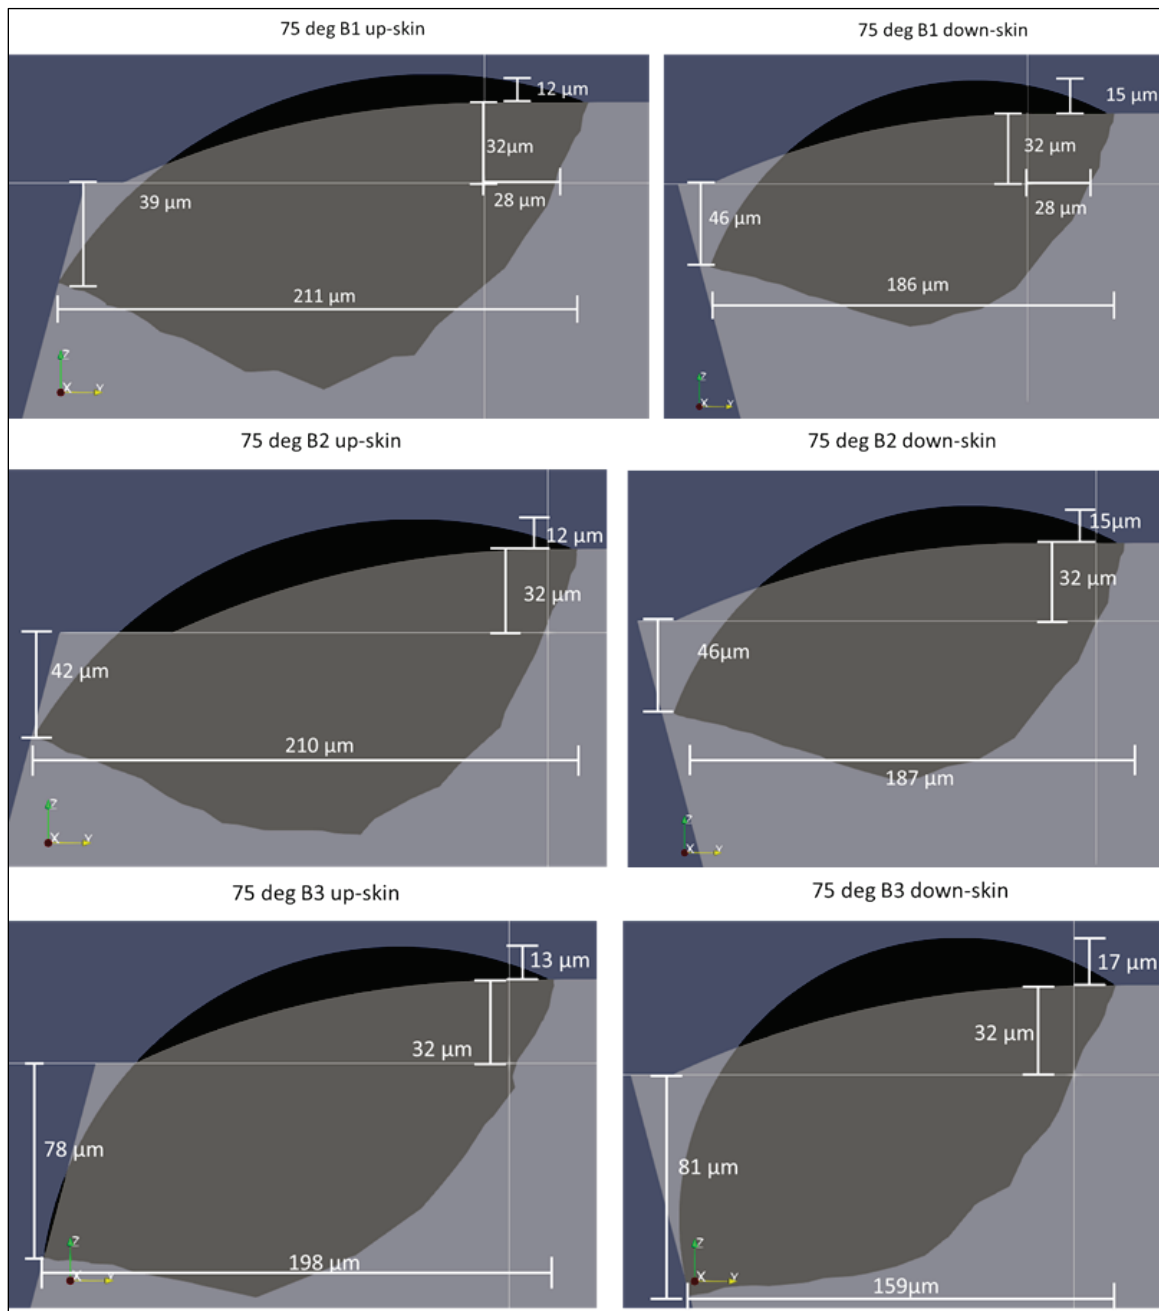 75 deg B1 up-skin
75 deg B1 down-skin
12 μm
32μm
39 μm
28 μm
211 μm
Z
X
Y
15 μm
32 μm
46 μm
28 μm
186 μm
Z
X
Y
75 deg B2 up-skin
75 deg B2 down-skin
12 μm
32 μm
42 μm
210 μm
Z
X
Y
15μm
32 μm
46μm
187 μm
Z
X
Y
75 deg B3 up-skin
75 deg B3 down-skin
13 μm
32 μm
78 μm
198 μm
Z
X
Y
17 μm
32 μm
81 μm
159μm
Z
X
Y